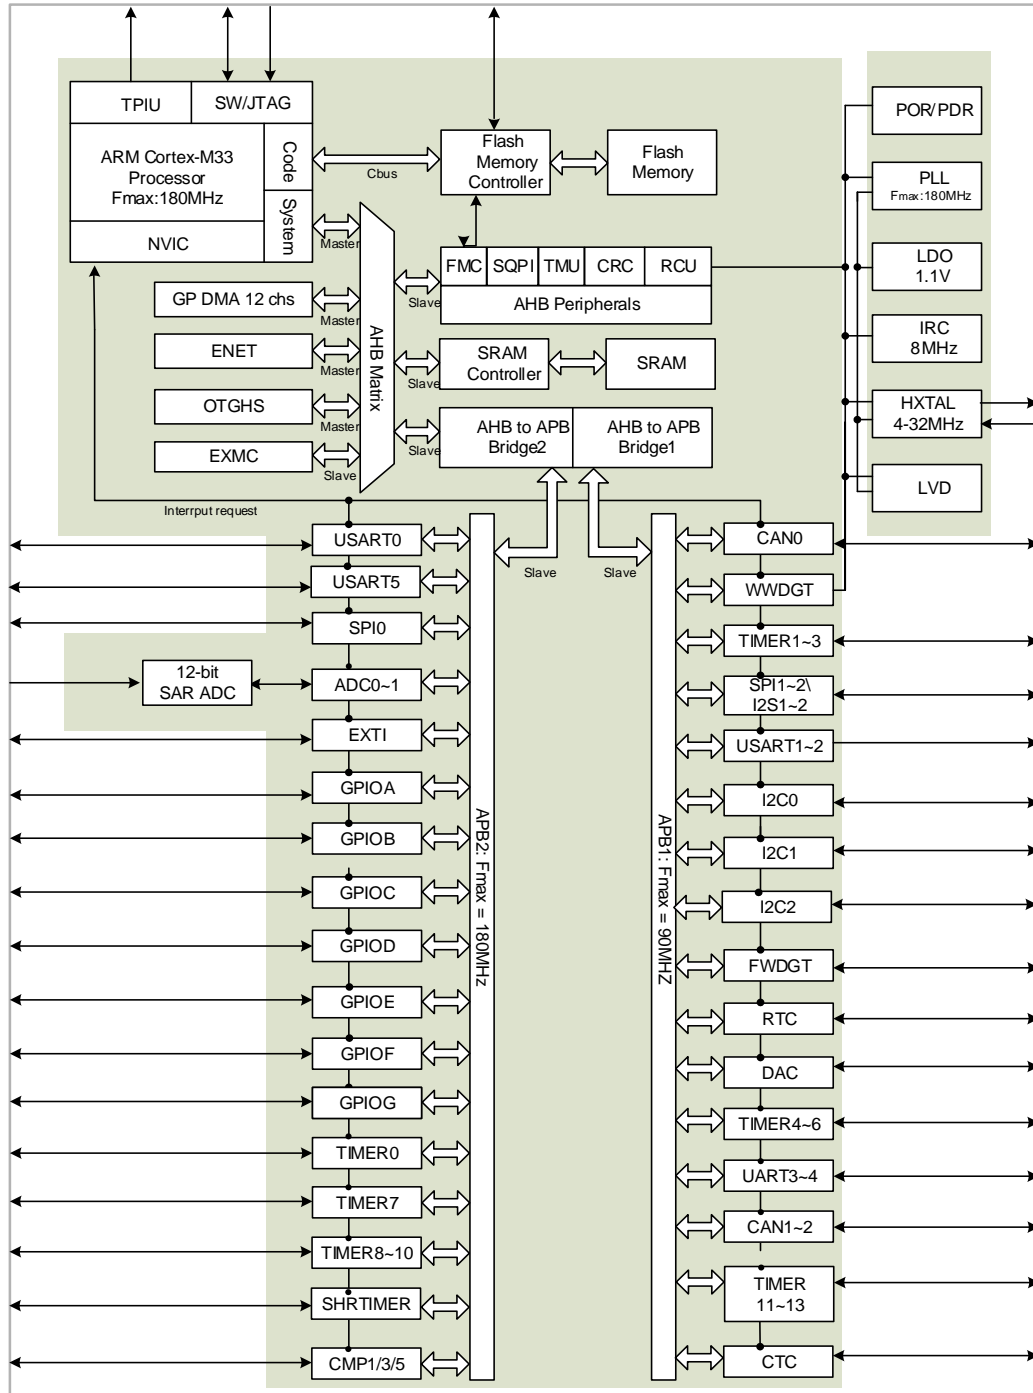 TPIU
SW/JTAG
ARM Cortex-M33
Processor
Fmax:180MHz
Code
System
NVIC
Cbus
Flash
Memory
Controller
Flash
Memory
POR/PDR
PLL
Fmax:180MHz
LDO
1.1V
IRC
8MHz
HXTAL
4-32MHz
LVD
Master
FMC
SQPI
TMU
CRC
RCU
AHB Peripherals
Slave
GP DMA 12 chs
Master
ENET
Master
OTGHS
Master
EXMC
Slave
AHB Matrix
SRAM
Controller
SRAM
Slave
AHB to APB
Bridge2
AHB to APB
Bridge1
Slave
Interrput request
Slave
Slave
USART0
USART5
SPI0
12-bit
SAR ADC
ADC0~1
EXTI
GPIOA
GPIOB
GPIOC
GPIOD
GPIOE
GPIOF
GPIOG
TIMER0
TIMER7
TIMER8~10
SHRTIMER
CMP1/3/5
APB2: Fmax = 180MHz
APB1: Fmax = 90MHZ
CAN0
WWDGT
TIMER1~3
SPI1~2\
I2S1~2
USART1~2
I2C0
I2C1
I2C2
FWDGT
RTC
DAC
TIMER4~6
UART3~4
CAN1~2
TIMER
11~13
CTC